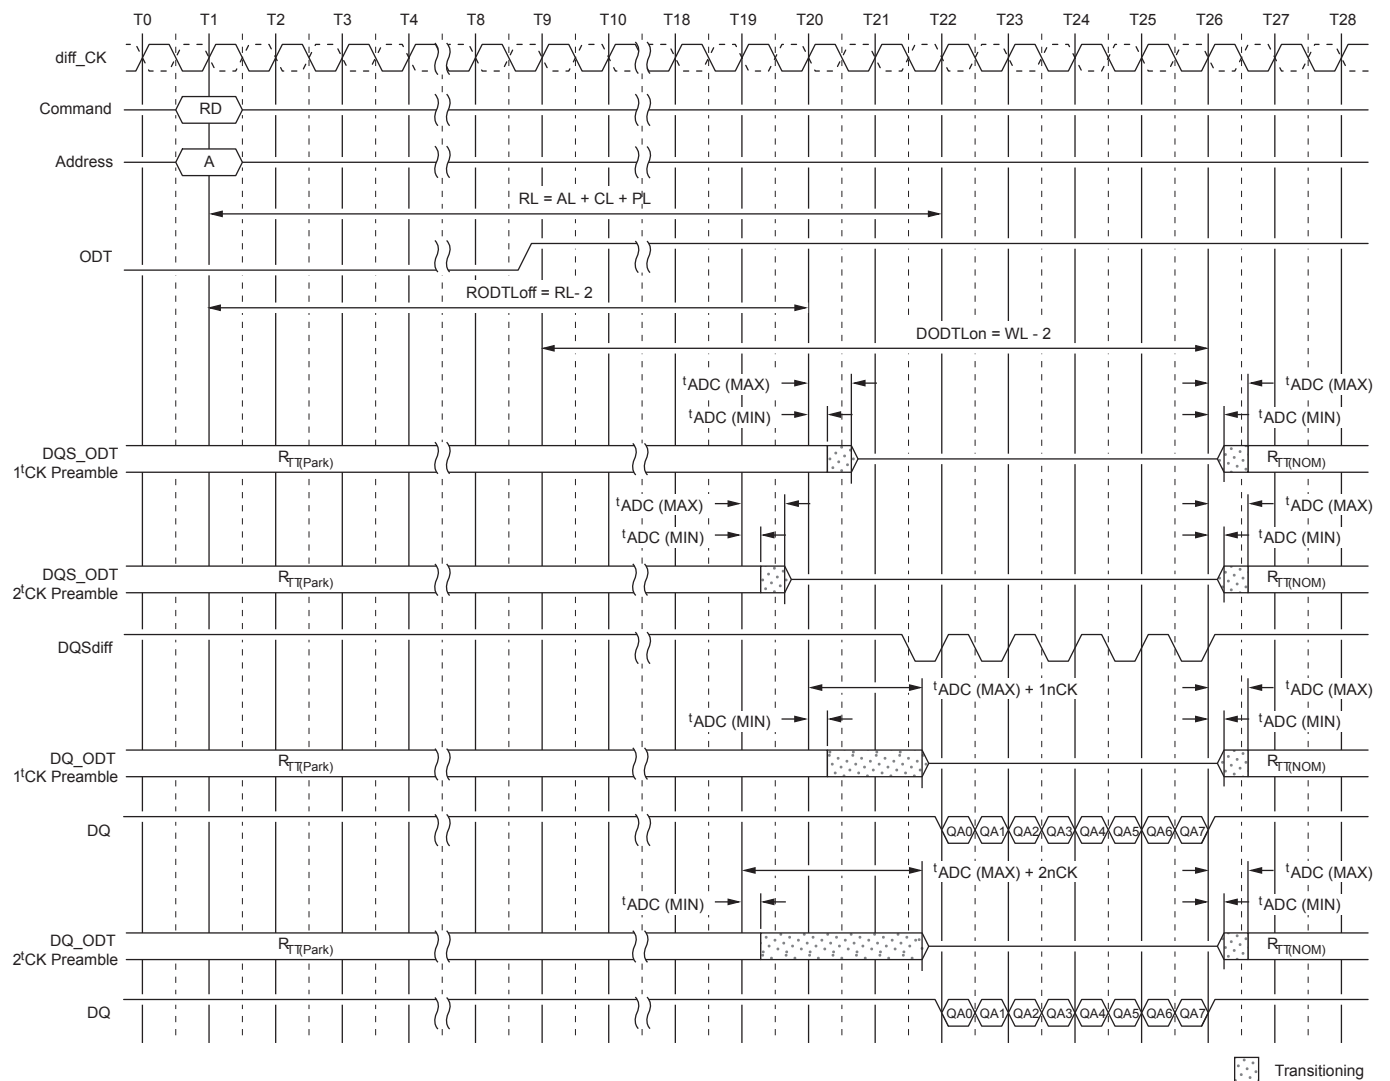 T0 T1 T2 T3 T4 T8 T9 T10 T18 T19 T20 T21 T22 T23 T24 T25 T26 T27 T28
diff_CK
Command RD
Address A
RL = AL + CL + PL
ODT
RODTLoff = RL- 2
DODTLon = WL - 2
tADC (MAX) tADC (MAX)
tADC (MIN) tADC (MIN)
DQS_ODT
1tCK Preamble
RTT(Park) RTT(NOM)
tADC (MAX) tADC (MAX)
tADC (MIN) tADC (MIN)
DQS_ODT
2tCK Preamble
RTT(Park) RTT(NOM)
DQSdiff
tADC (MAX) + 1nCK tADC (MAX)
tADC (MIN) tADC (MIN)
DQ_ODT
1tCK Preamble
RTT(Park) RTT(NOM)
DQ QA0 QA1 QA2 QA3 QA4 QA5 QA6 QA7
tADC (MAX) + 2nCK tADC (MAX)
tADC (MIN) tADC (MIN)
DQ_ODT
2tCK Preamble
RTT(Park) RTT(NOM)
DQ QA0 QA1 QA2 QA3 QA4 QA5 QA6 QA7
Transitioning